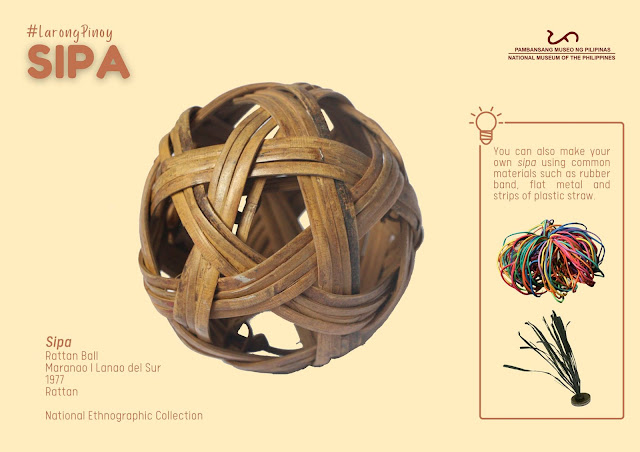 #LarongPinoy
SIPA
PAMBANSANG MUSEO NG PILIPINAS
NATIONAL MUSEUM OF THE PHILIPPINES
You can also make your
own sipa using common
materials such as rubber
band, flat metal and
strips of plastic straw.
Sipa
Rattan Ball
Maranao | Lanao del Sur
1977
Rattan
National Ethnographic Collection